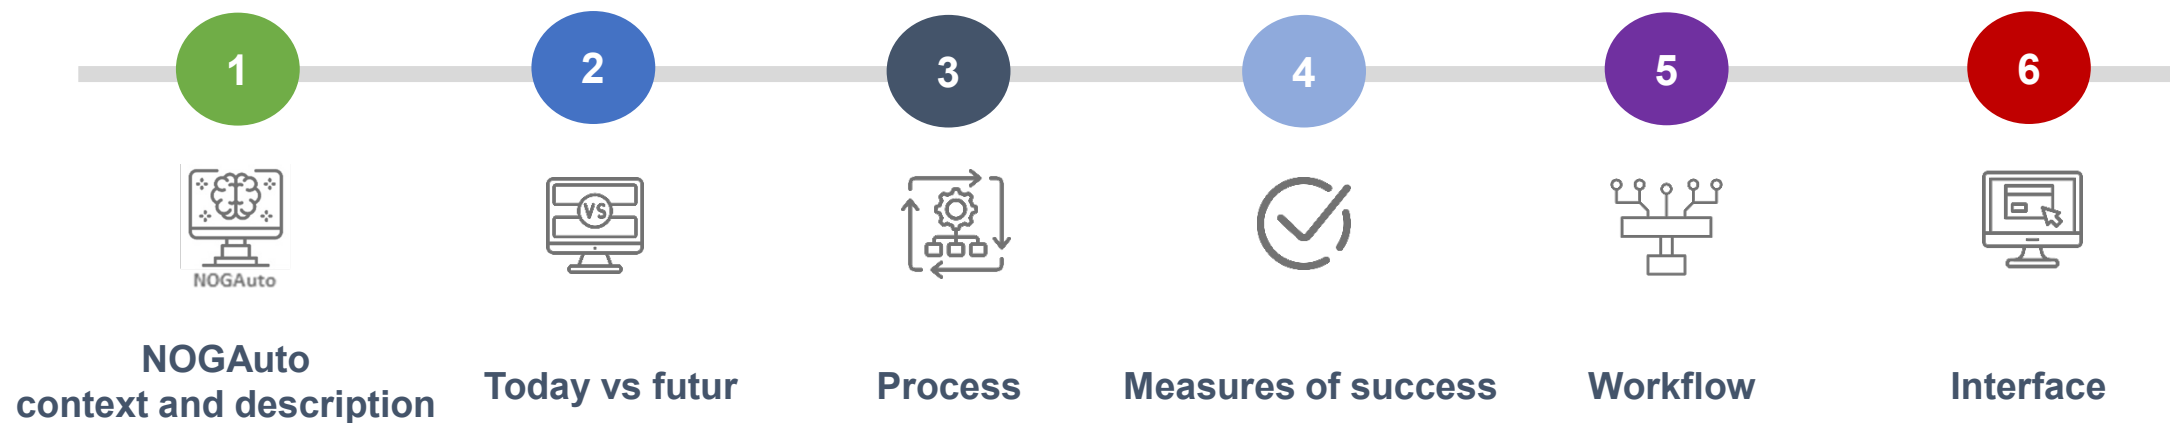 1
2
3
4
5
6
VS
NOGAuto
NOGAuto
context and description
Today vs futur
Process
Measures of success
Workflow
Interface